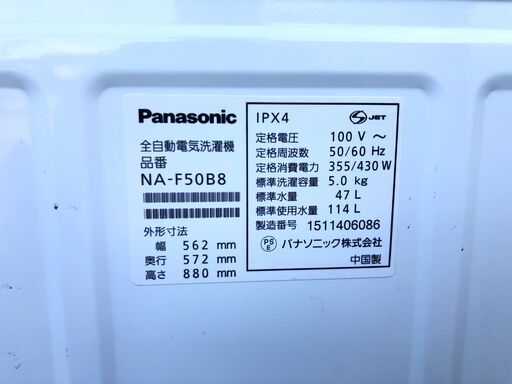 Panasonic
全自動電気洗濯機
品番
NA-F50B8
外形寸法
幅 562 mm
奥行 572 mm
高さ 880 mm
IPX4
S JET
定格電圧 100 V ～
定格周波数 50/60 Hz
定格消費電力 355/430 W
標準洗濯容量 5.0 kg
標準水量 47 L
標準使用水量 114 L
製造番号 1511406086
PS E パナソニック株式会社
中国製